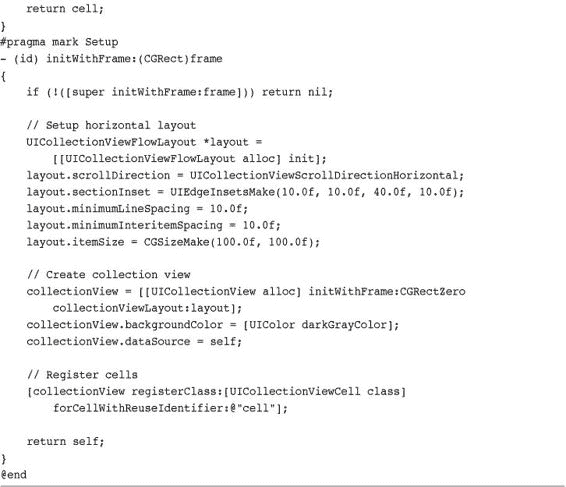 return cell;
}
#pragma mark Setup
- (id) initWithFrame:(CGRect)frame
{
    if (!([super initWithFrame:frame])) return nil;

    // Setup horizontal layout
    UICollectionViewFlowLayout *layout =
        [[UICollectionViewFlowLayout alloc] init];
    layout.scrollDirection = UICollectionViewScrollDirectionHorizontal;
    layout.sectionInset = UIEdgeInsetsMake(10.0f, 10.0f, 40.0f, 10.0f);
    layout.minimumLineSpacing = 10.0f;
    layout.minimumInteritemSpacing = 10.0f;
    layout.itemSize = CGSizeMake(100.0f, 100.0f);

    // Create collection view
    collectionView = [[UICollectionView alloc] initWithFrame:CGRectZero
        collectionViewLayout:layout];
    collectionView.backgroundColor = [UIColor darkGrayColor];
    collectionView.dataSource = self;

    // Register cells
    [collectionView registerClass:[UICollectionViewCell class]
        forCellWithReuseIdentifier:@"cell"];

    return self;
}
@end